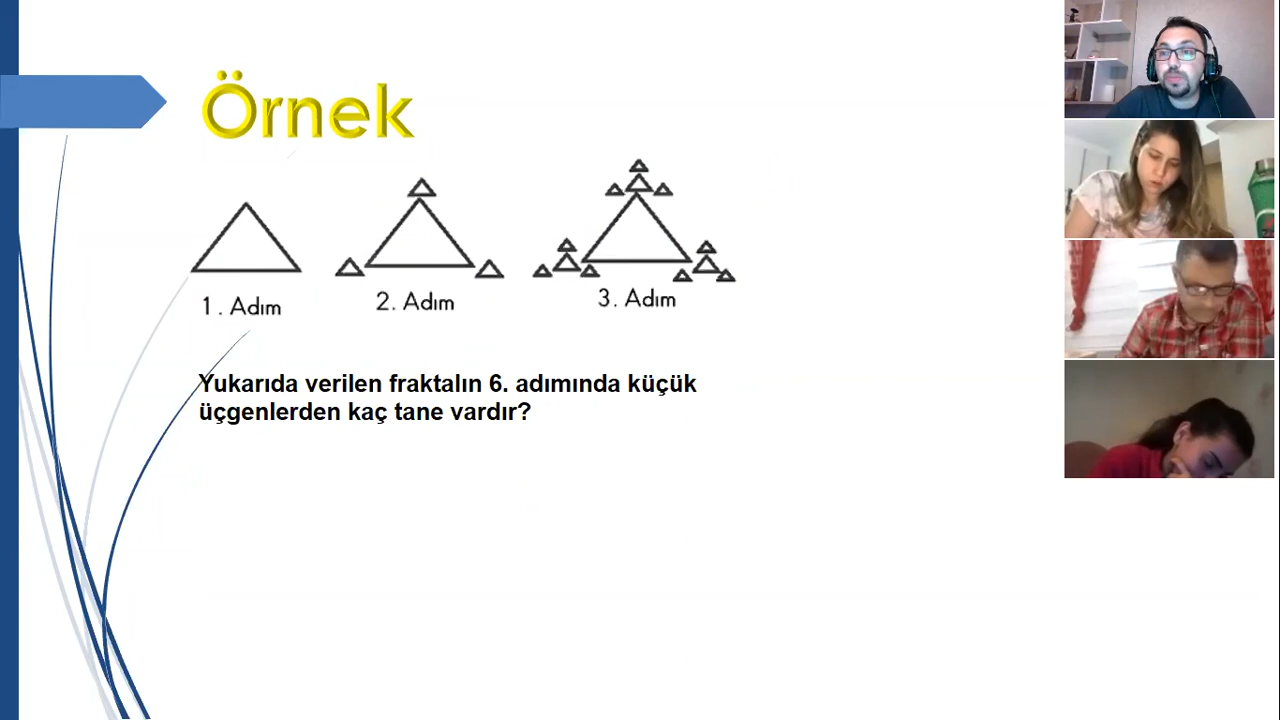 Örnek
1. Adım
2. Adım
3. Adım
Yukarıda verilen fraktalın 6. adımında küçük
üçgenlerden kaç tane vardır?